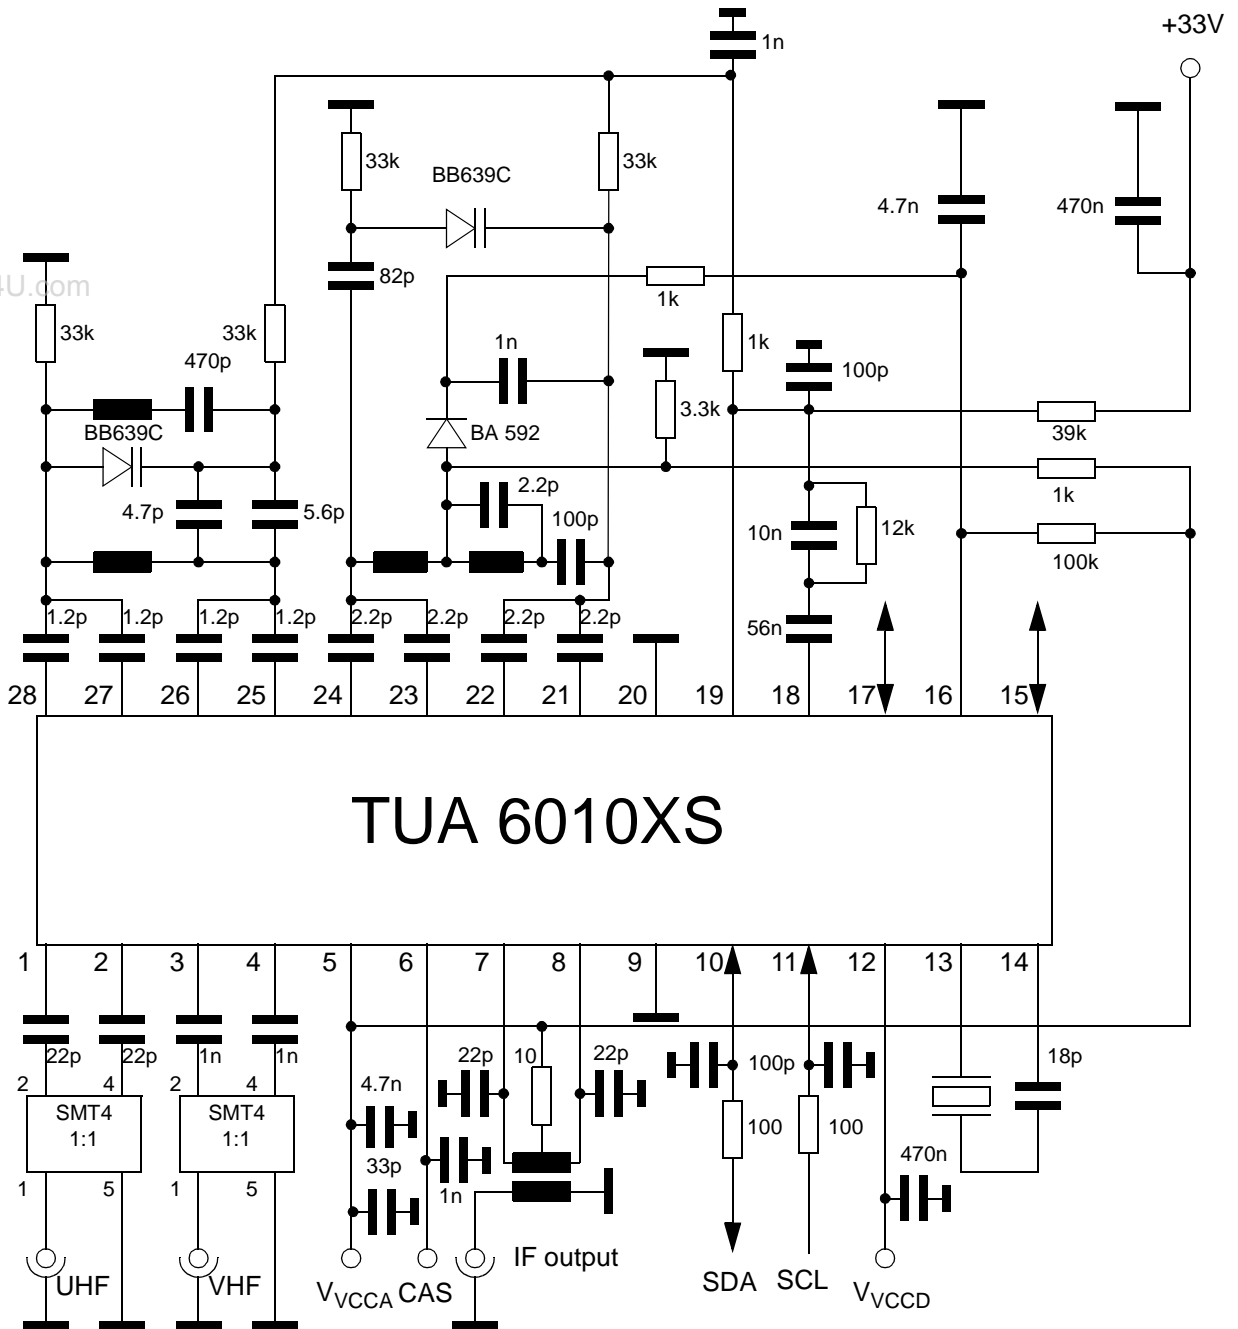 +33V
1n
33k
33k
BB639C
4.7n
470n
82p
4U.com
1k
33k
33k
1n
1k
470p
100p
3.3k
BB639C
BA 592
39k
2.2p
1k
4.7p
5.6p
100p
10n
12k
100k
1.2p
1.2p
1.2p
1.2p
2.2p
2.2p
2.2p
2.2p
56n
28
27
26
25
24
23
22
21
20
19
18
17
16
15
TUA 6010XS
1
2
3
4
5
6
7
8
9
10
11
12
13
14
22p
22p
1n
1n
22p
10
22p
100p
18p
2
4
2
4
4.7n
SMT4
1:1
SMT4
1:1
100
100
33p
470n
1
5
1
5
1n
UHF
VHF
VVCCA
CAS
IF output
SDA
SCL
VVCCD